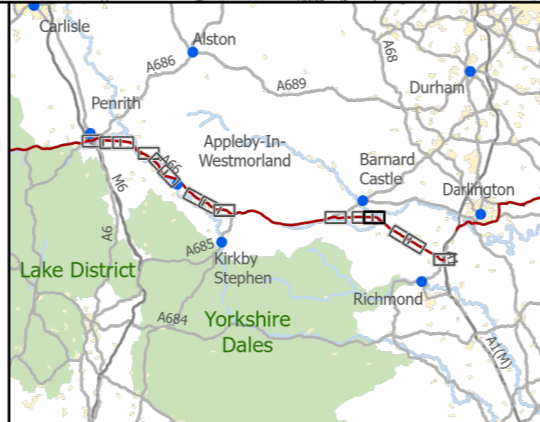 Carlisle
Alston
A686
A68
A689
Durham
Penrith
Appleby-In-
Westmorland
A66
Barnard
Castle
Darlington
M6
A6
A685
Lake District
Kirkby
Stephen
Richmond
A684
Yorkshire
Dales
A1(M)